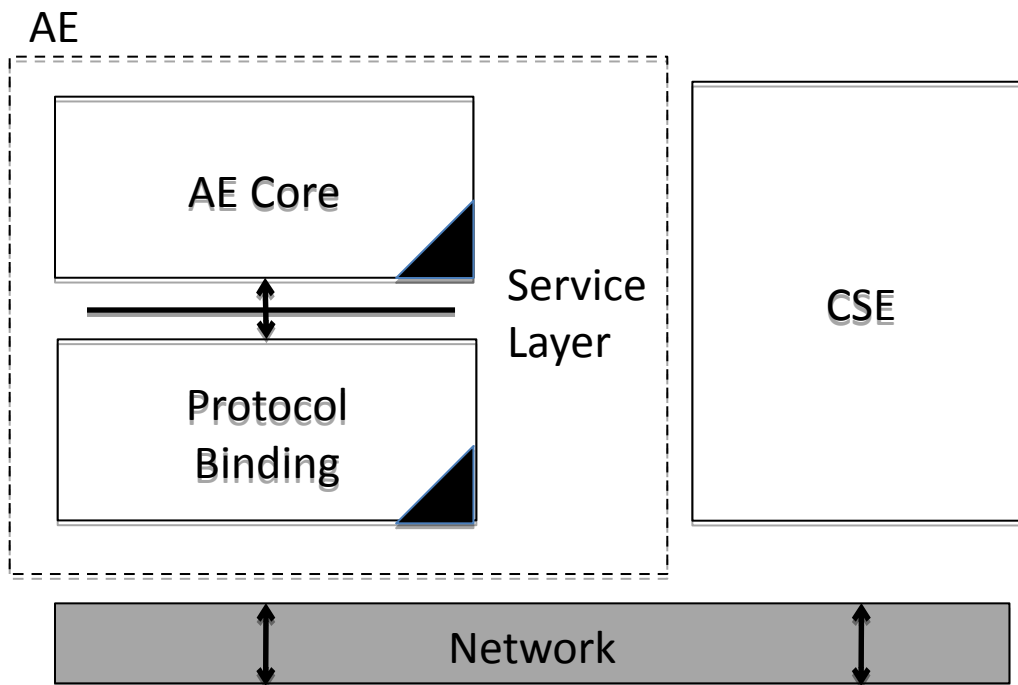 AE
AE Core
Service
Layer
CSE
Protocol
Binding
Network